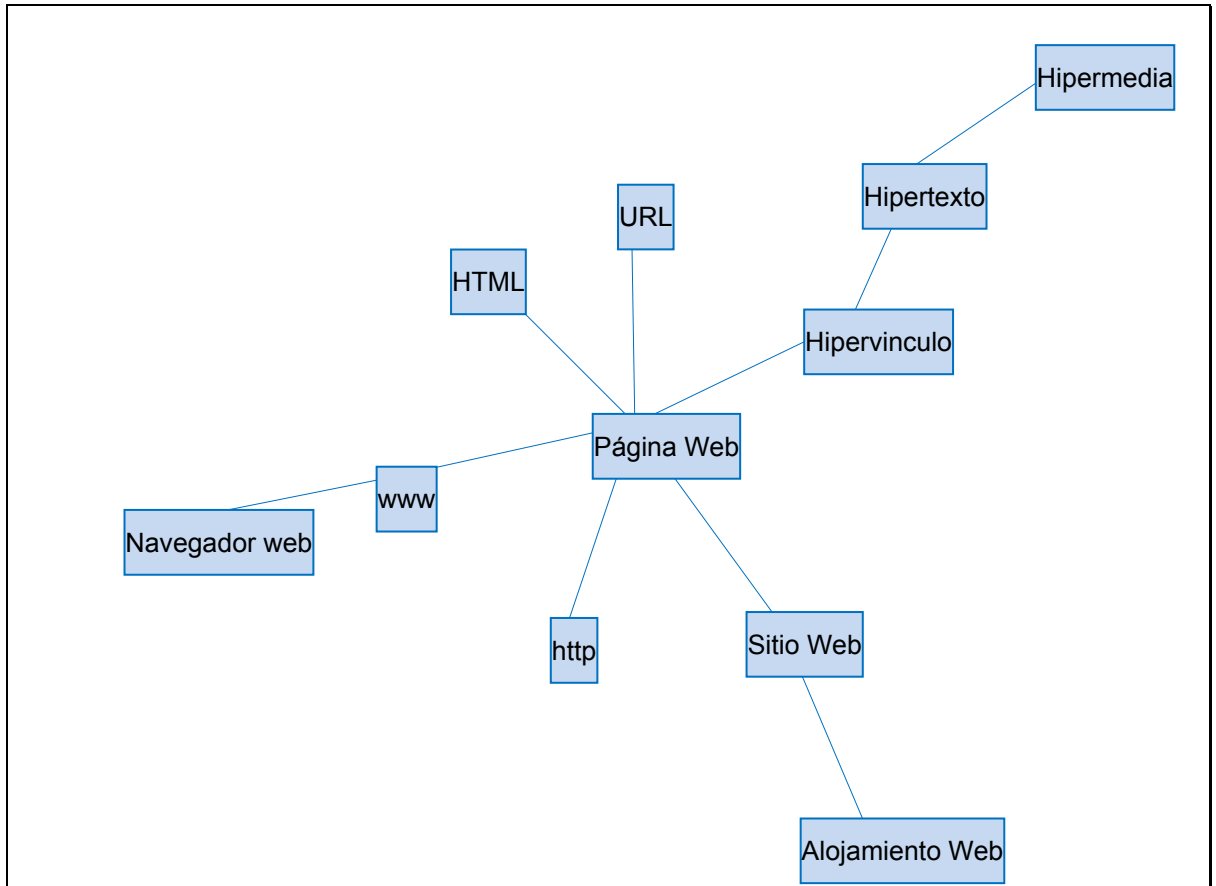 Hipermedia
Hipertexto
URL
HTML
Hipervinculo
Página Web
www
Navegador web
http
Sitio Web
Alojamiento Web